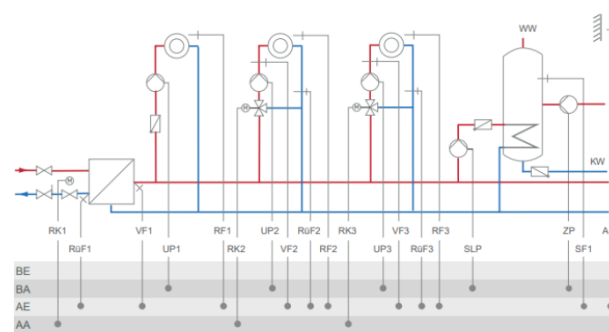 WW
KW
RK1 VF1 RF1 UP2 RüF2 RK3 VF3 RF3 ZP
RüF1 UP1 RK2 VF2 RF2 UP3 RüF3 SLP SF1
M
M
M
BE
BA
AE
AA